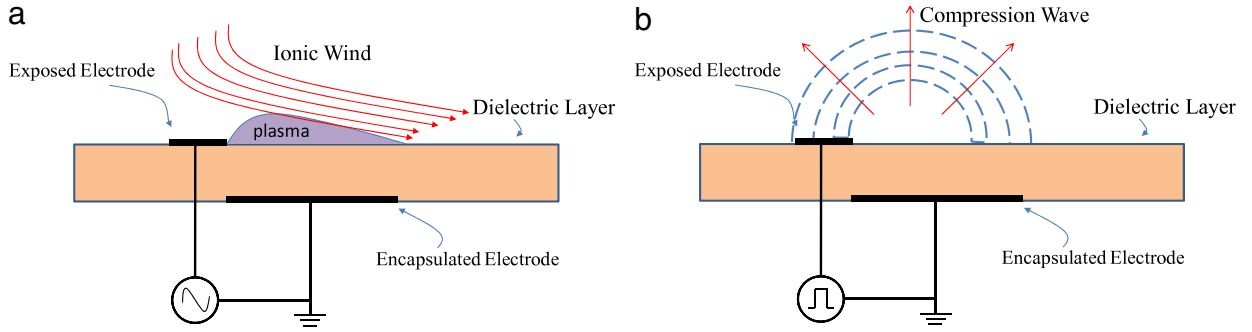 a
Ionic Wind
Exposed Electrode
Dielectric Layer
plasma
Encapsulated Electrode
b
Compression Wave
Exposed Electrode
Dielectric Layer
Encapsulated Electrode